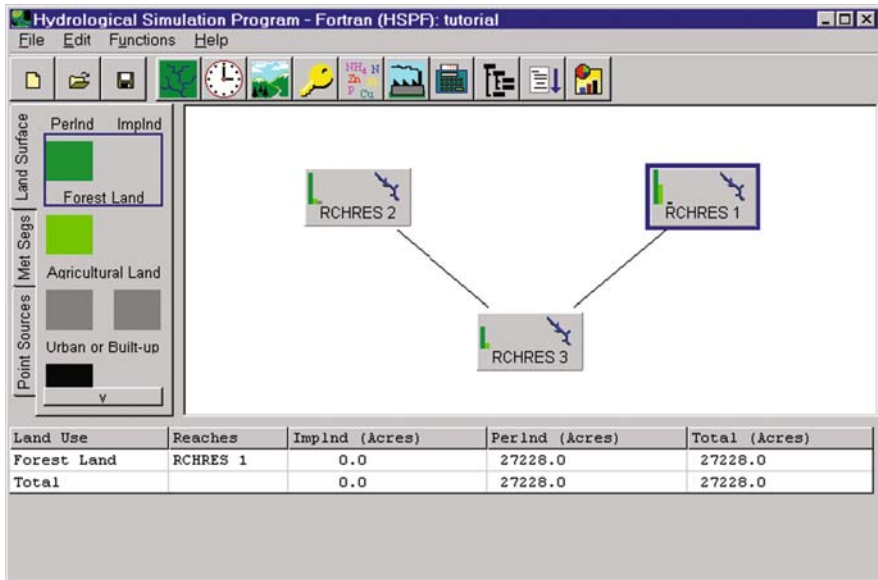 Hydrological Simulation Program - Fortran (HSPF): tutorial
File Edit Functions Help
NH4 N
Zn
P Cu
Land Surface
Met Segs
Point Sources
PerInd ImpInd
Forest Land
Agricultural Land
Urban or Built-up
v
RCHRES 2
RCHRES 1
RCHRES 3
Land Use Reaches ImpInd (Acres) PerInd (Acres) Total (Acres)
Forest Land RCHRES 1 0.0 27228.0 27228.0
Total 0.0 27228.0 27228.0